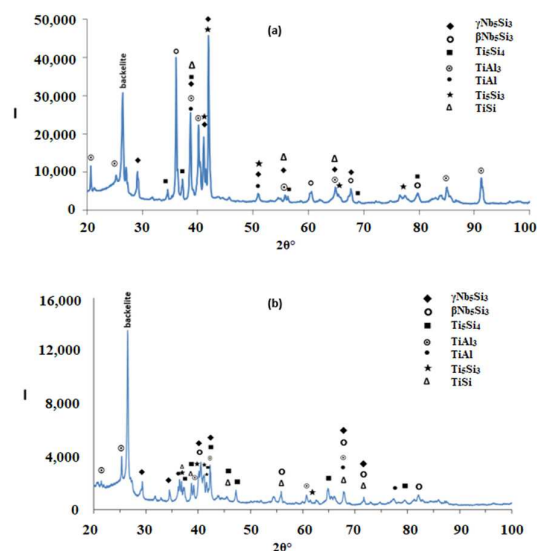 (a)
γNb₅Si₃
βNb₅Si₃
Ti₅Si₄
TiAl₃
TiAl
Ti₅Si₃
TiSi
backelite
50,000
40,000
30,000
20,000
10,000
0
I
20 30 40 50 60 70 80 90 100
2θ°
(b)
γNb₅Si₃
βNb₅Si₃
Ti₅Si₄
TiAl₃
TiAl
Ti₅Si₃
TiSi
backelite
16,000
12,000
8,000
4,000
0
I
20 30 40 50 60 70 80 90 100
2θ°